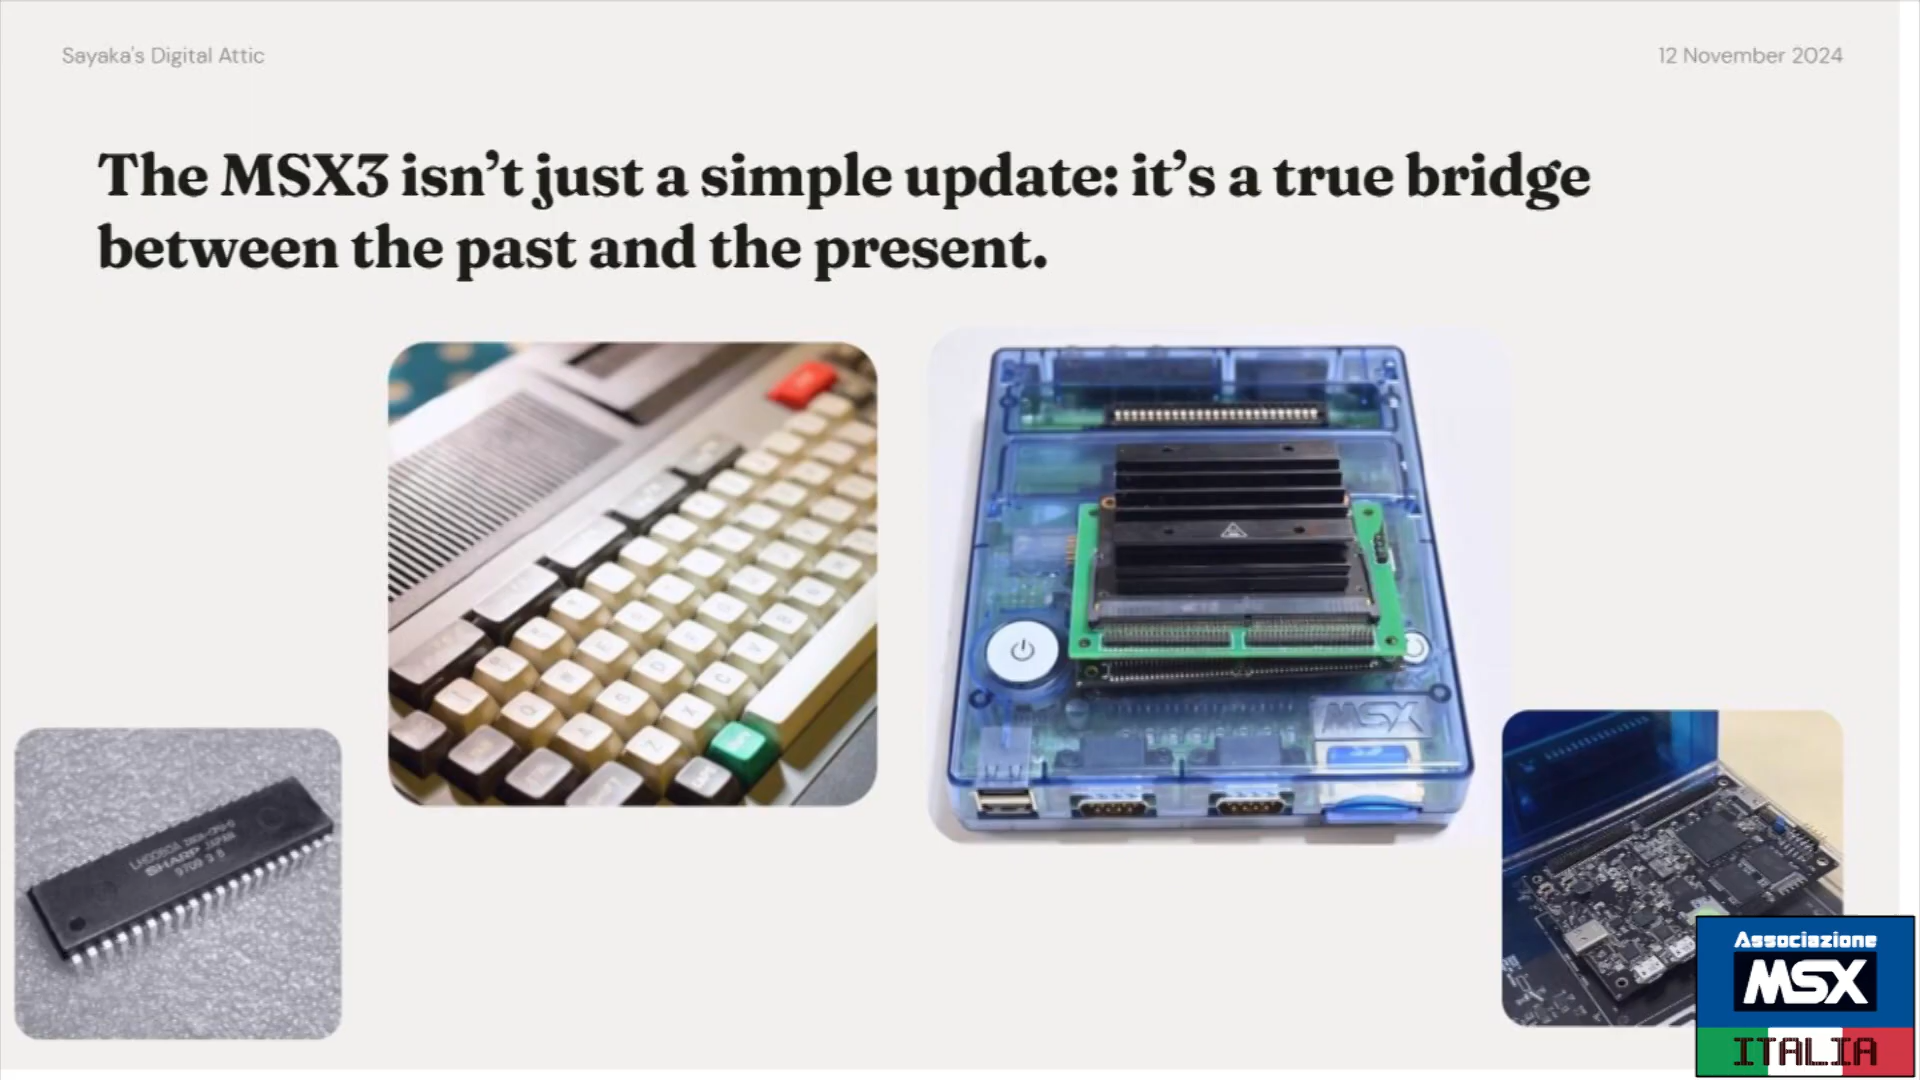 Sayaka's Digital Attic
12 November 2024
The MSX3 isn’t just a simple update: it’s a true bridge
between the past and the present.
MSX
SHARP JAPAN
Associazione
MSX
ITALIA